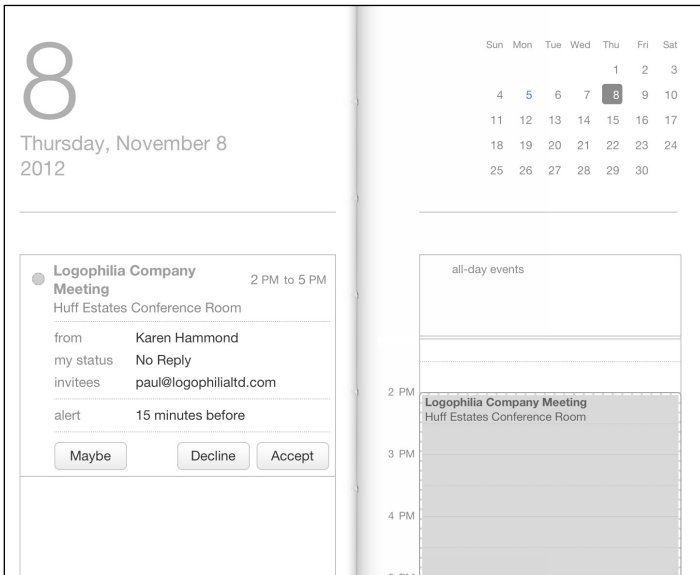 8
Thursday, November 8
2012
Logophilia Company
Meeting
2 PM to 5 PM
Huff Estates Conference Room
from Karen Hammond
my status No Reply
invitees paul@logophilialtd.com
alert 15 minutes before
Maybe Decline Accept
Sun Mon Tue Wed Thu Fri Sat
1 2 3
4 5 6 7 8 9 10
11 12 13 14 15 16 17
18 19 20 21 22 23 24
25 26 27 28 29 30
all-day events
2 PM
Logophilia Company Meeting
Huff Estates Conference Room
3 PM
4 PM